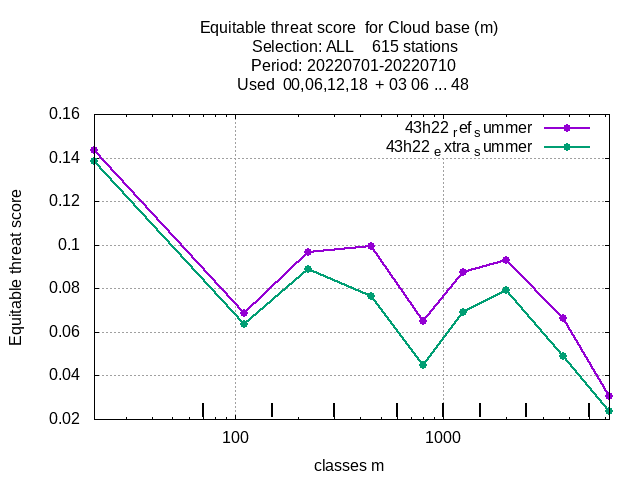 Equitable threat score  for Cloud base (m)
Selection: ALL    615 stations
Period: 20220701-20220710
Used  00,06,12,18  + 03 06 ... 48
43h22 ref summer
43h22 extra summer
0.16
0.14
0.12
0.1
0.08
0.06
0.04
0.02
Equitable threat score
100
1000
classes m